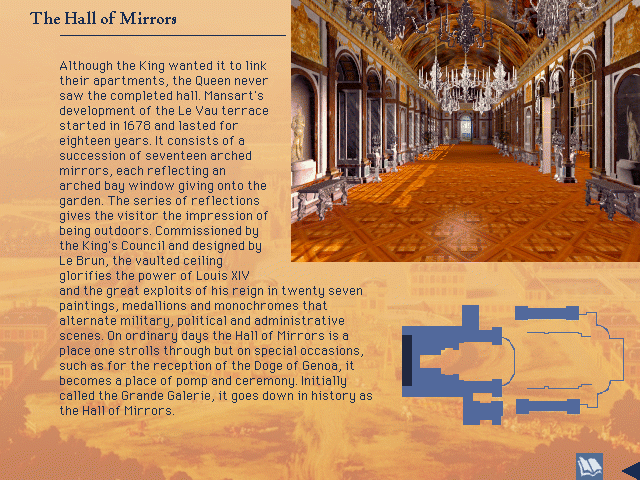 The Hall of Mirrors
Although the King wanted it to link
their apartments, the Queen never
saw the completed hall. Mansart's
development of the Le Vau terrace
started in 1678 and lasted for
eighteen years. It consists of a
succession of seventeen arched
mirrors, each reflecting an
arched bay window giving onto the
garden. The series of reflections
gives the visitor the impression of
being outdoors. Commissioned by
the King's Council and designed by
Le Brun, the vaulted ceiling
glorifies the power of Louis XIV
and the great exploits of his reign in twenty seven
paintings, medallions and monochromes that
alternate military, political and administrative
scenes. On ordinary days the Hall of Mirrors is a
place one strolls through but on special occasions,
such as for the reception of the Doge of Genoa, it
becomes a place of pomp and ceremony. Initially
called the Grande Galerie, it goes down in history as
the Hall of Mirrors.